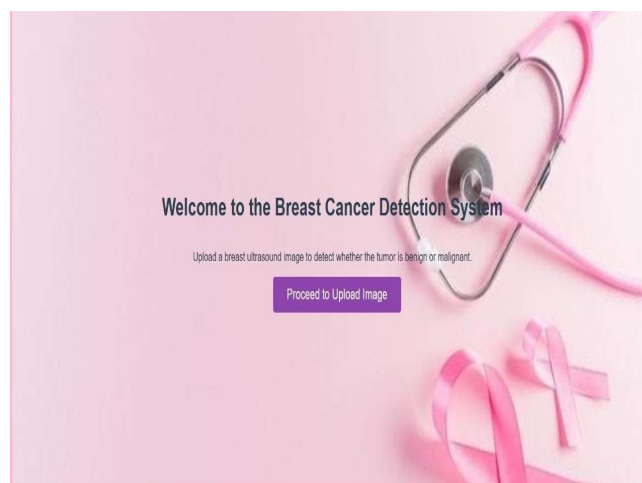 Welcome to the Breast Cancer Detection System
Upload a breast ultrasound image to detect whether the tumor is benign or malignant.
Proceed to Upload Image